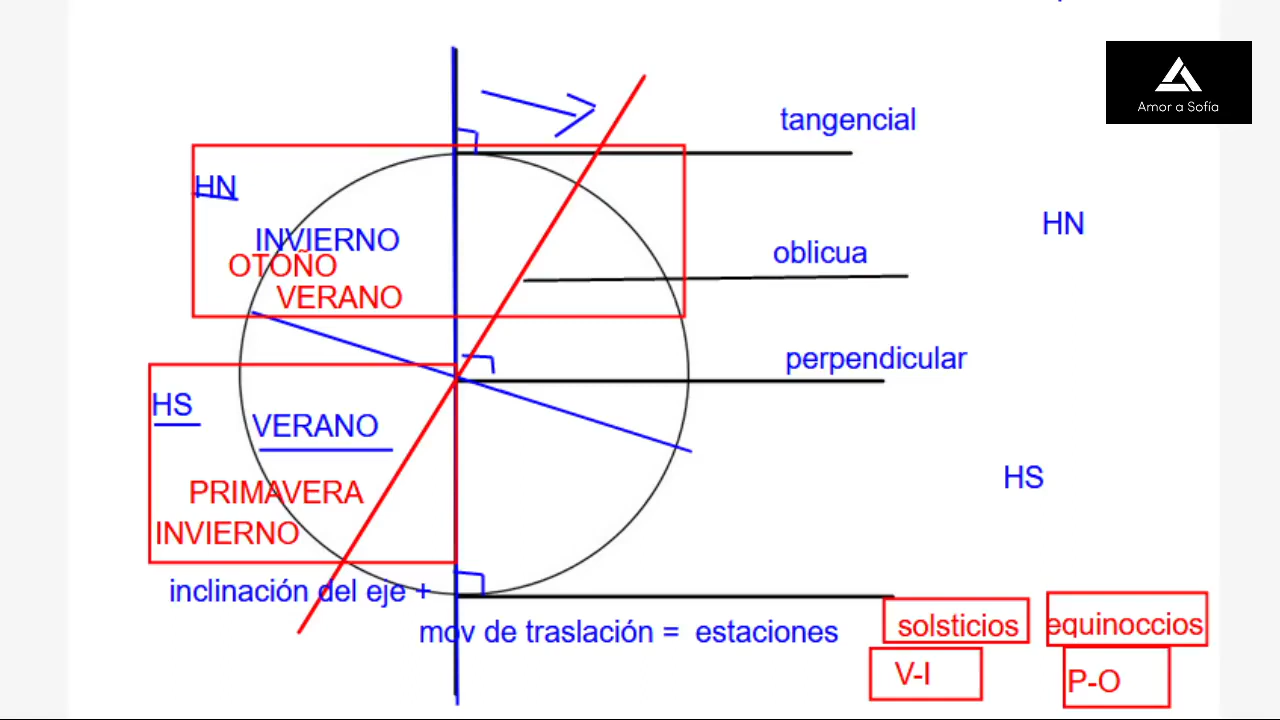 Amor a Sofía
tangencial
HN
HN
INVIERNO
oblicua
OTOÑO
VERANO
perpendicular
HS
VERANO
HS
PRIMAVERA
INVIERNO
inclinación del eje +
mov de traslación = estaciones
solsticios
equinoccios
V-I
P-O